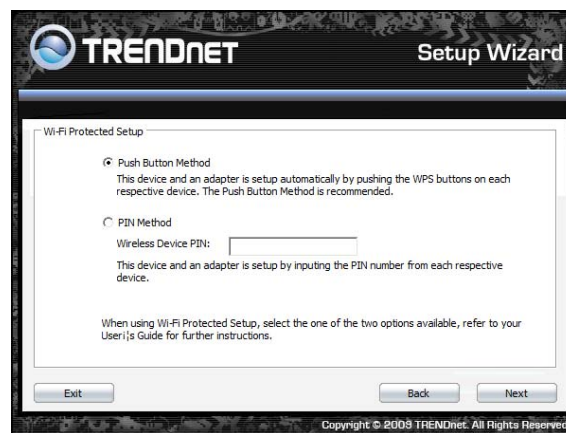 TRENDNET
Setup Wizard
Wi-Fi Protected Setup
Push Button Method
This device and an adapter is setup automatically by pushing the WPS buttons on each
respective device. The Push Button Method is recommended.
PIN Method
Wireless Device PIN:
This device and an adapter is setup by inputing the PIN number from each respective
device.
When using Wi-Fi Protected Setup, select the one of the two options available, refer to your
Useri¦s Guide for further instructions.
Exit
Back
Next
Copyright © 2009 TRENDnet. All Rights Reserved